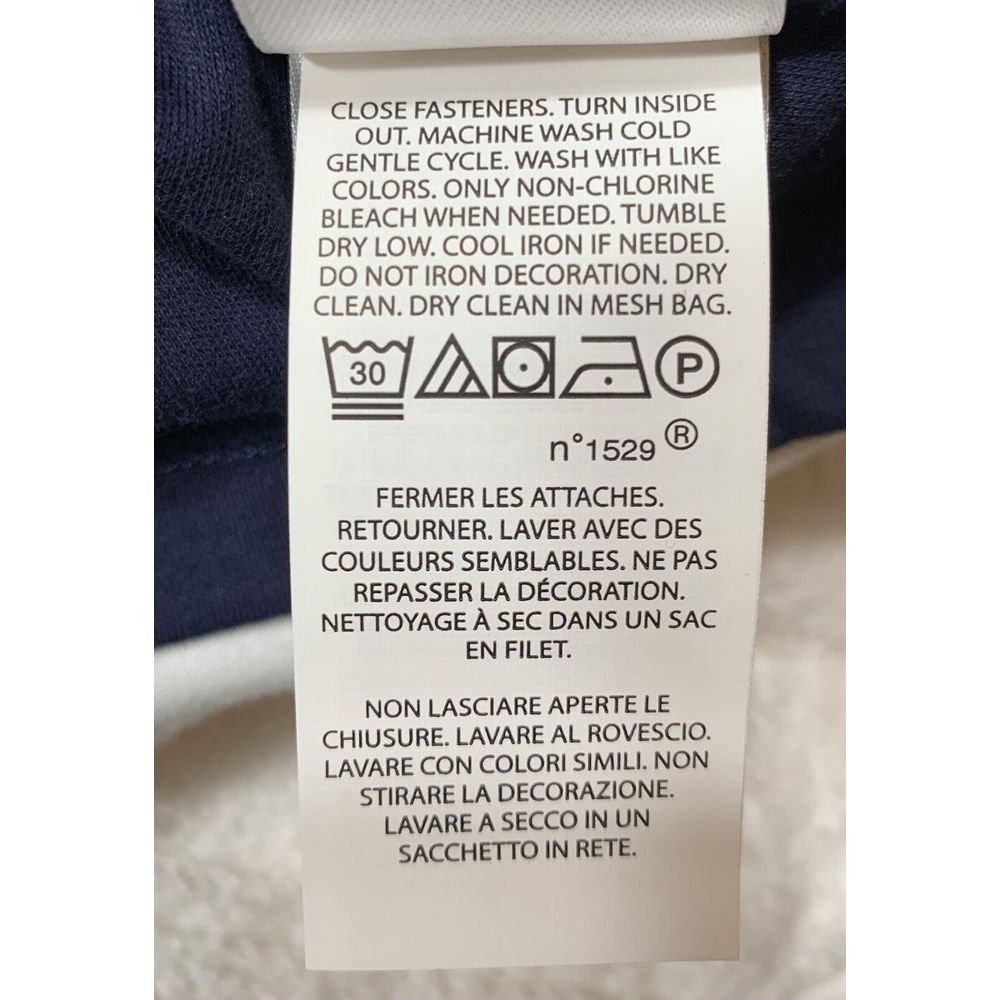 CLOSE FASTENERS. TURN INSIDE
OUT. MACHINE WASH COLD
GENTLE CYCLE. WASH WITH LIKE
COLORS. ONLY NON-CHLORINE
BLEACH WHEN NEEDED. TUMBLE
DRY LOW. COOL IRON IF NEEDED.
DO NOT IRON DECORATION. DRY
CLEAN. DRY CLEAN IN MESH BAG.
30 P
n°1529 ®
FERMER LES ATTACHES.
RETOURNER. LAVER AVEC DES
COULEURS SEMBLABLES. NE PAS
REPASSER LA DÉCORATION.
NETTOYAGE À SEC DANS UN SAC
EN FILET.
NON LASCIARE APERTE LE
CHIUSURE. LAVARE AL ROVESCIO.
LAVARE CON COLORI SIMILI. NON
STIRARE LA DECORAZIONE.
LAVARE A SECCO IN UN
SACCHETTO IN RETE.